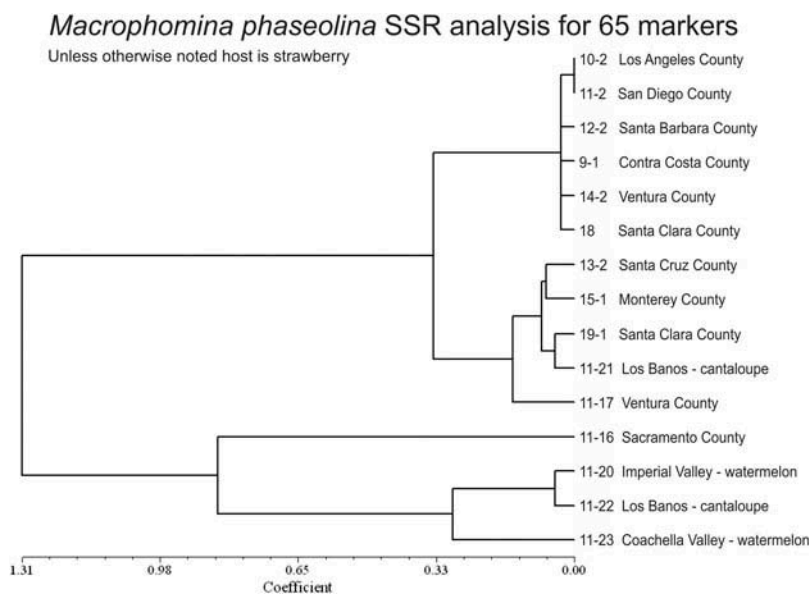 Macrophomina phaseolina SSR analysis for 65 markers
Unless otherwise noted host is strawberry
10-2 Los Angeles County
11-2 San Diego County
12-2 Santa Barbara County
9-1 Contra Costa County
14-2 Ventura County
18 Santa Clara County
13-2 Santa Cruz County
15-1 Monterey County
19-1 Santa Clara County
11-21 Los Banos - cantaloupe
11-17 Ventura County
11-16 Sacramento County
11-20 Imperial Valley - watermelon
11-22 Los Banos - cantaloupe
11-23 Coachella Valley - watermelon
1.31 0.98 0.65 0.33 0.00
Coefficient